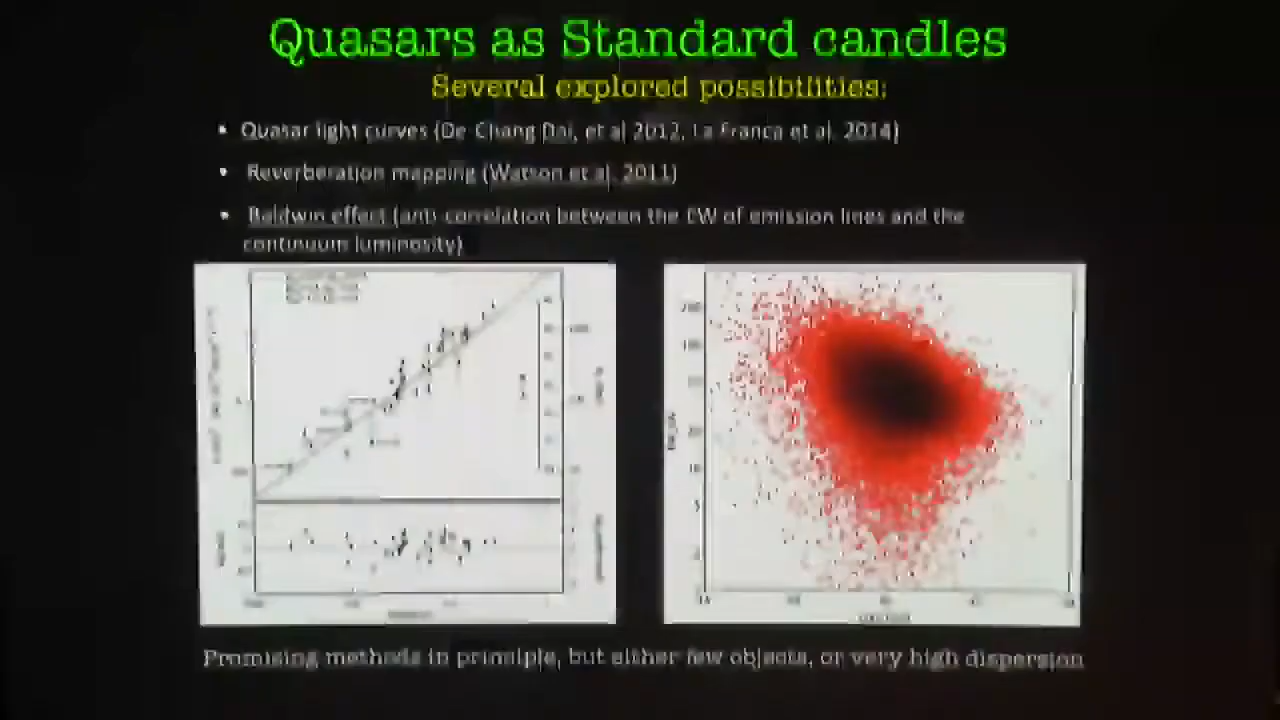 Quasars as Standard candles
Several explored possibilities:
• Quasar light curves (De-Chang Dai, et al 2012, La Franca et al. 2014)
• Reverberation mapping (Watson et al. 2011)
• Baldwin effect (anti-correlation between the EW of emission lines and the
continuum luminosity)
Promising methods in principle, but either few objects, or very high dispersion